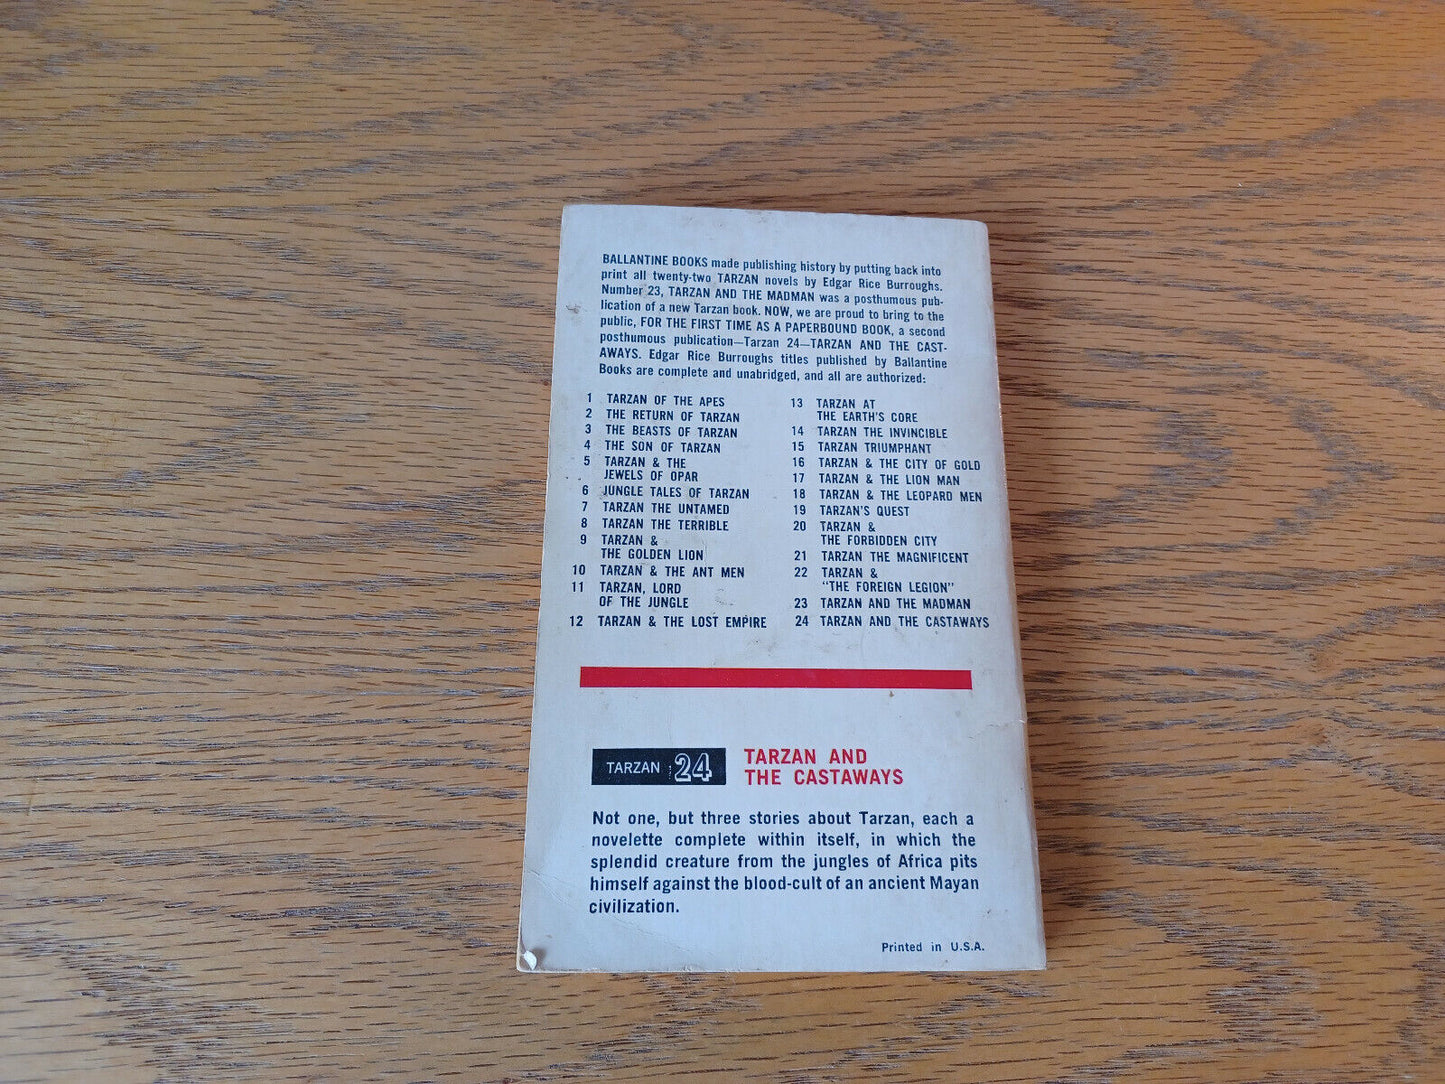 BALLANTINE BOOKS made publishing history by putting back into
print all twenty-two TARZAN novels by Edgar Rice Burroughs.
Number 23, TARZAN AND THE MADMAN was a posthumous pub-
lication of a new Tarzan book. NOW, we are proud to bring to the
public, FOR THE FIRST TIME AS A PAPERBOUND BOOK, a second
posthumous publication—Tarzan 24—TARZAN AND THE CAST-
AWAYS. Edgar Rice Burroughs titles published by Ballantine
Books are complete and unabridged, and all are authorized:
1 TARZAN OF THE APES
2 THE RETURN OF TARZAN
3 THE BEASTS OF TARZAN
4 THE SON OF TARZAN
5 TARZAN & THE
JEWELS OF OPAR
6 JUNGLE TALES OF TARZAN
7 TARZAN THE UNTAMED
8 TARZAN THE TERRIBLE
9 TARZAN &
THE GOLDEN LION
10 TARZAN & THE ANT MEN
11 TARZAN, LORD
OF THE JUNGLE
12 TARZAN & THE LOST EMPIRE
13 TARZAN AT
THE EARTH'S CORE
14 TARZAN THE INVINCIBLE
15 TARZAN TRIUMPHANT
16 TARZAN & THE CITY OF GOLD
17 TARZAN & THE LION MAN
18 TARZAN & THE LEOPARD MEN
19 TARZAN'S QUEST
20 TARZAN &
THE FORBIDDEN CITY
21 TARZAN THE MAGNIFICENT
22 TARZAN &
"THE FOREIGN LEGION"
23 TARZAN AND THE MADMAN
24 TARZAN AND THE CASTAWAYS
TARZAN 24
TARZAN AND
THE CASTAWAYS
Not one, but three stories about Tarzan, each a
novelette complete within itself, in which the
splendid creature from the jungles of Africa pits
himself against the blood-cult of an ancient Mayan
civilization.
Printed in U.S.A.